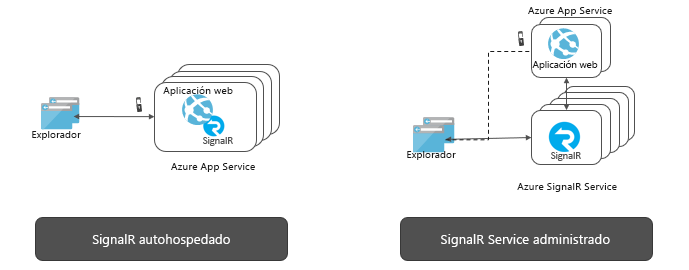 Aplicación web
SignalR
Explorador
Azure App Service
SignalR autohospedado
Azure App Service
Aplicación web
Explorador
SignalR
Azure SignalR Service
SignalR Service administrado